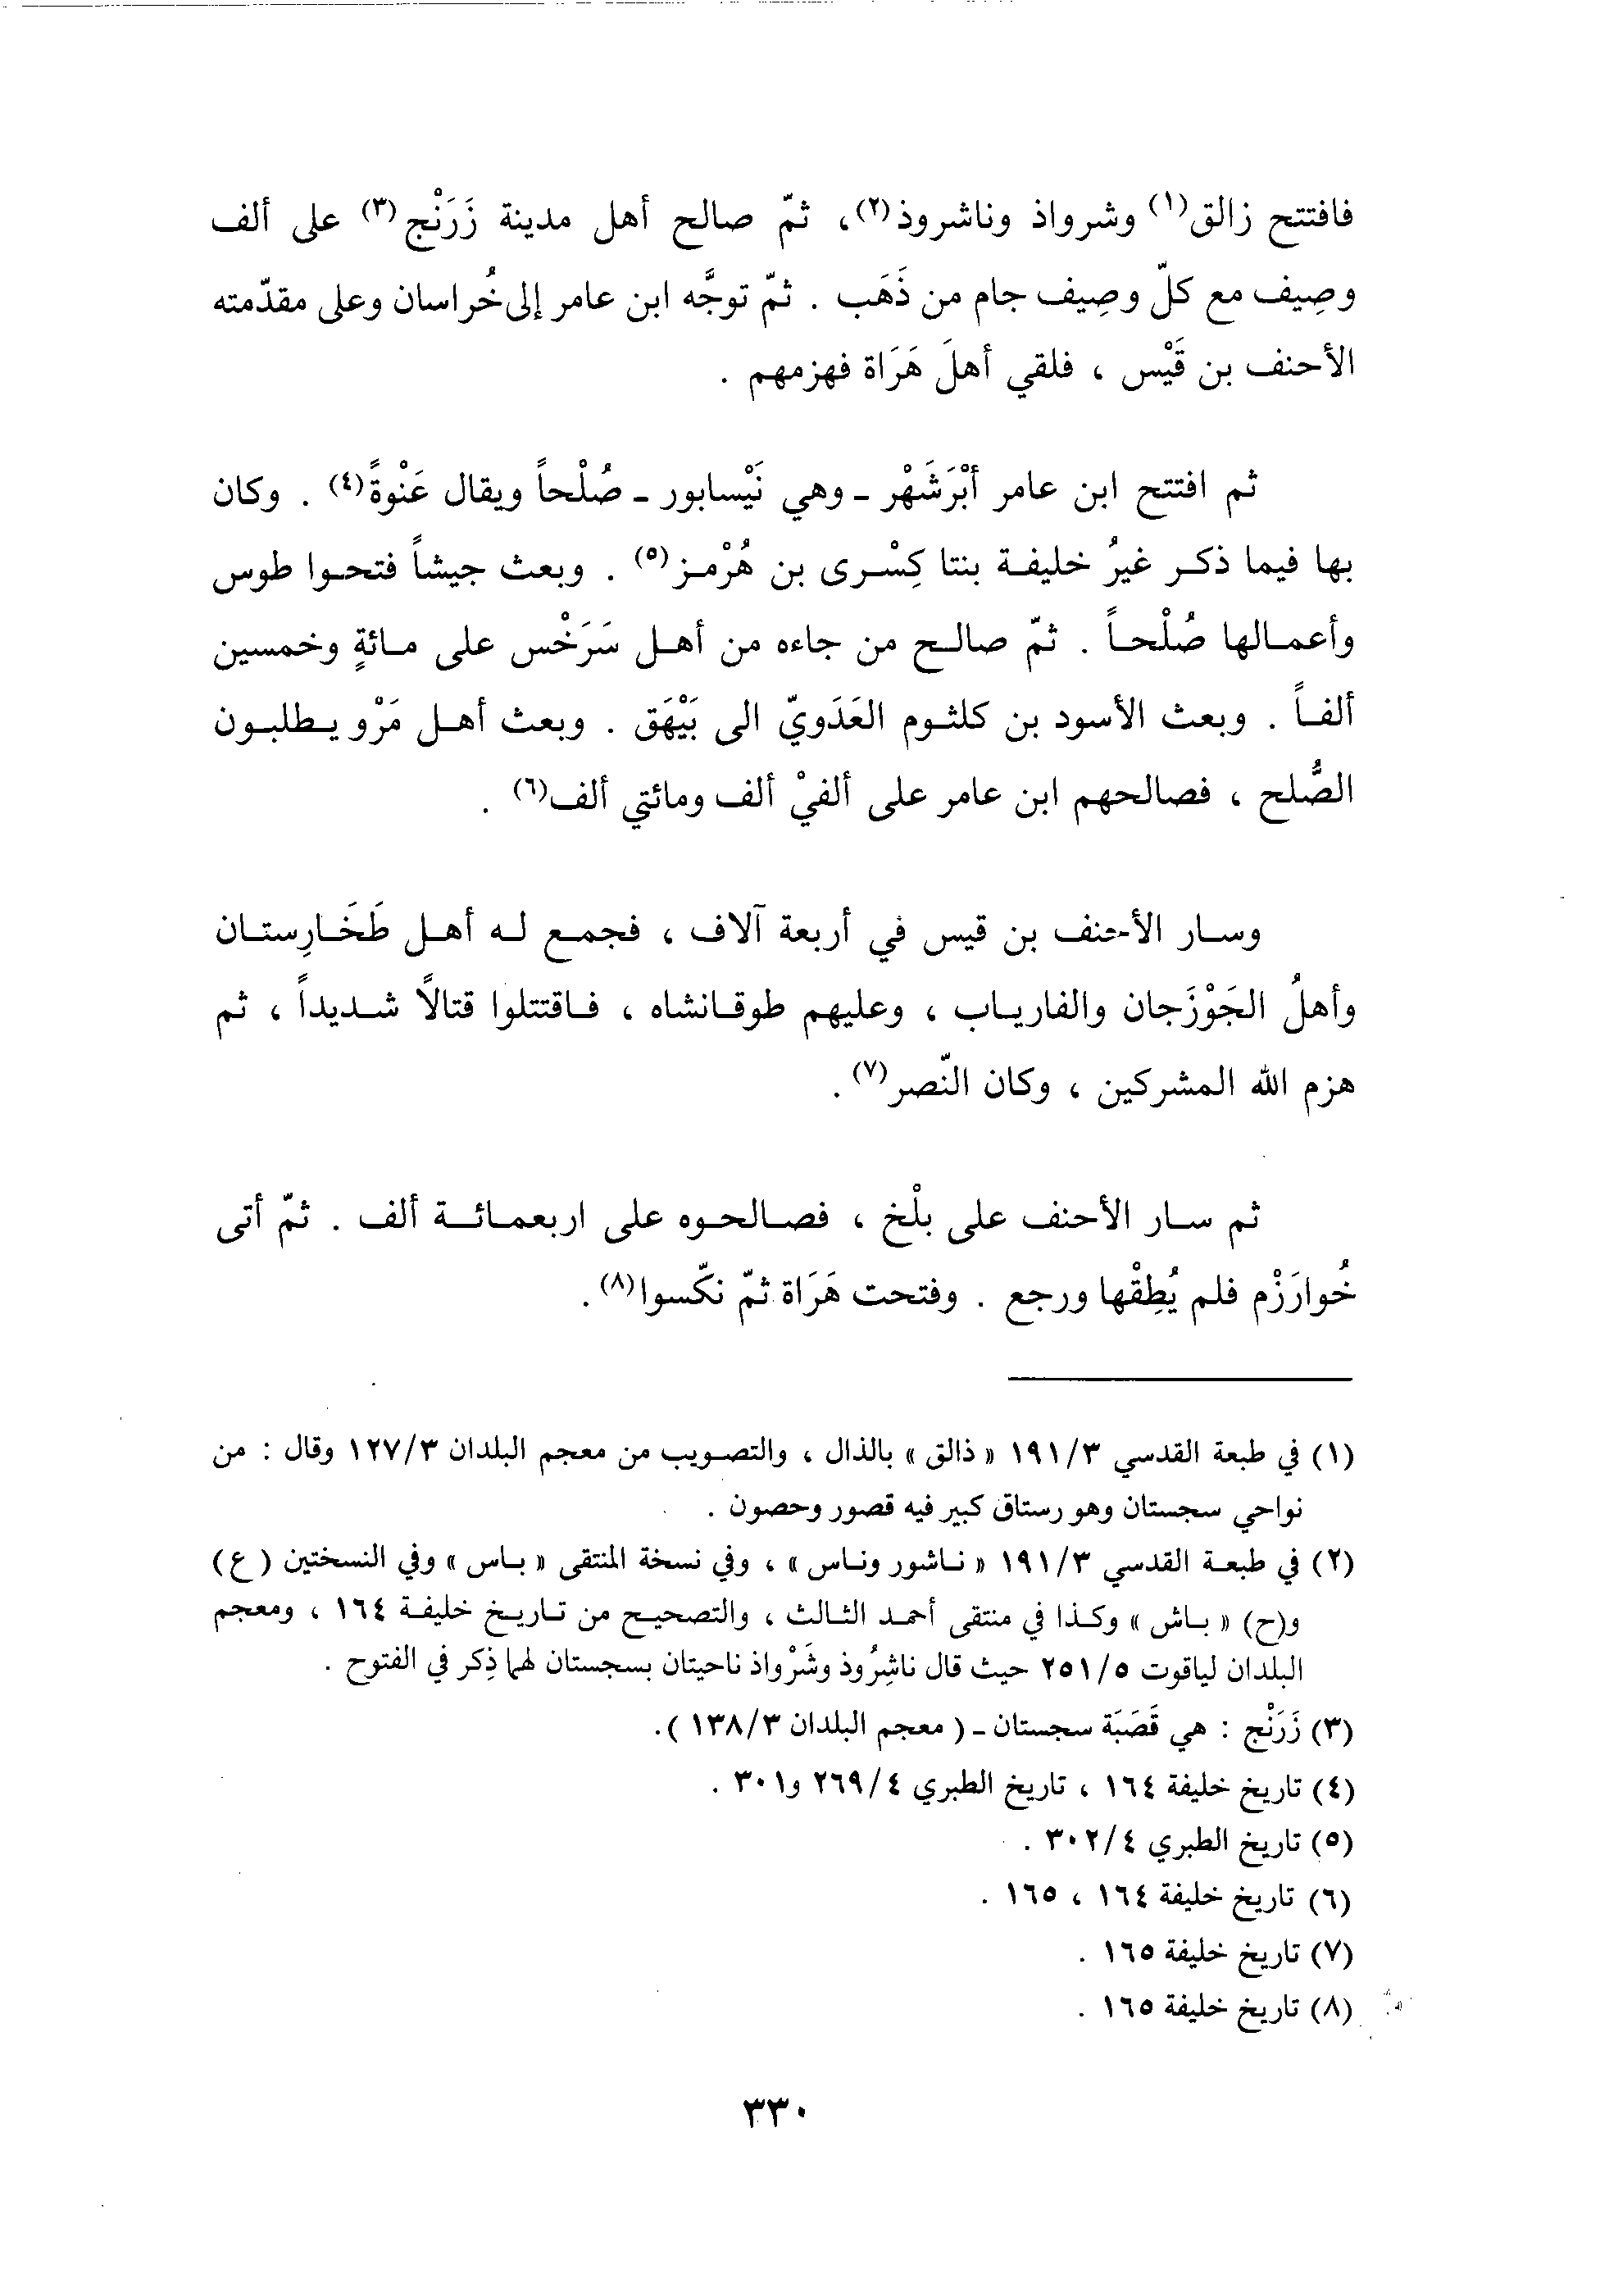 فافتتح زالق(١) وشرواذ وناشروذ(٢)، ثمّ صالح أهل مدينة زَرَنْج(٣) على ألف
وصِيف مع كلّ وصِيف جام من ذَهَب . ثمّ توجَّه ابن عامر إلى خُراسان وعلى مقدّمته
الأحنف بن قَيْس ، فلقي أهلَ هَرَاة فهزمهم .
ثم افتتح ابن عامر أَبْرَشَهْر ـ وهي نَيْسابور ـ صُلْحاً ويقال عَنْوةً(٤) . وكان
بها فيما ذكر غيرُ خليفة بنتا كِسْرى بن هُرْمز(٥) . وبعث جيشاً فتحوا طوس
وأعمالها صُلْحاً . ثمّ صالح من جاءه من أهل سَرَخْس على مائةٍ وخمسين
ألفاً . وبعث الأسود بن كلثوم العَدَويّ الى بَيْهَق . وبعث أهل مَرْو يطلبون
الصُّلح ، فصالحهم ابن عامر على ألفيْ ألف ومائتي ألف(٦) .
وسار الأحنف بن قيس في أربعة آلاف ، فجمع له أهل طَخَارِستان
وأهلُ الجَوْزَجان والفارياب ، وعليهم طوقانشاه ، فاقتتلوا قتالاً شديداً ، ثم
هزم الله المشركين ، وكان النّصر(٧) .
ثم سار الأحنف على بلْخ ، فصالحوه على اربعمائة ألف . ثمّ أتى
خُوارَزْم فلم يُطِقْها ورجع . وفتحت هَرَاة ثمّ نكّسوا(٨) .
(١) في طبعة القدسي ١٩١/٣ « ذالق » بالذال ، والتصويب من معجم البلدان ١٢٧/٣ وقال : من
نواحي سجستان وهو رستاق كبير فيه قصور وحصون .
(٢) في طبعة القدسي ١٩١/٣ « ناشور وناس » ، وفي نسخة المنتقى « باس » وفي النسختين ( ع )
و(ح) « باش » وكذا في منتقى أحمد الثالث ، والتصحيح من تاريخ خليفة ١٦٤ ، ومعجم
البلدان لياقوت ٢٥١/٥ حيث قال ناشِرُوذ وشَرْواذ ناحيتان بسجستان لهما ذِكر في الفتوح .
(٣) زَرَنْج : هي قَصَبَة سجستان ـ ( معجم البلدان ١٣٨/٣ ).
(٤) تاريخ خليفة ١٦٤ ، تاريخ الطبري ٢٦٩/٤ و٣٠١ .
(٥) تاريخ الطبري ٣٠٢/٤ .
(٦) تاريخ خليفة ١٦٤ ، ١٦٥ .
(٧) تاريخ خليفة ١٦٥ .
(٨) تاريخ خليفة ١٦٥ .
٣٣٠